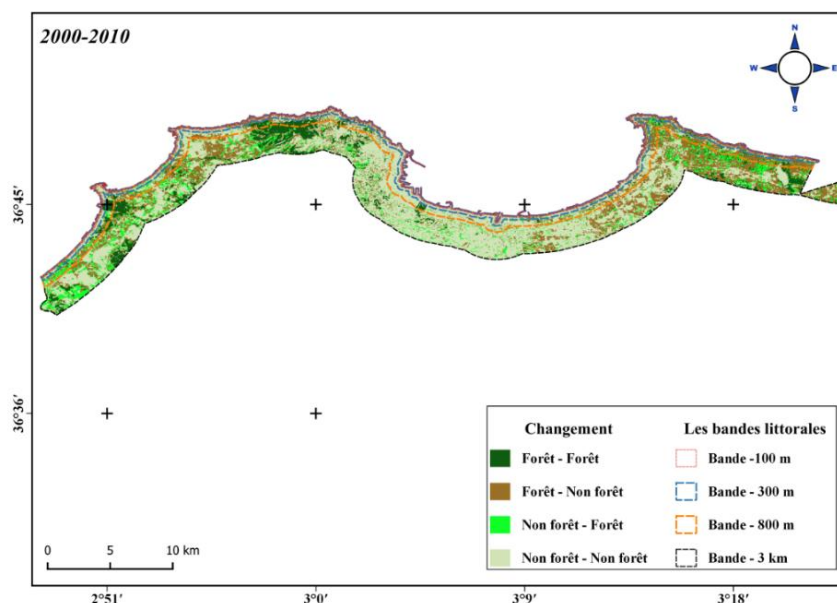 2000-2010
N
W
E
S
36°45'
36°36'
Changement
Forêt - Forêt
Forêt - Non forêt
Non forêt - Forêt
Non forêt - Non forêt
Les bandes littorales
Bande -100 m
Bande - 300 m
Bande - 800 m
Bande - 3 km
0 5 10 km
2°51' 3°0' 3°9' 3°18'